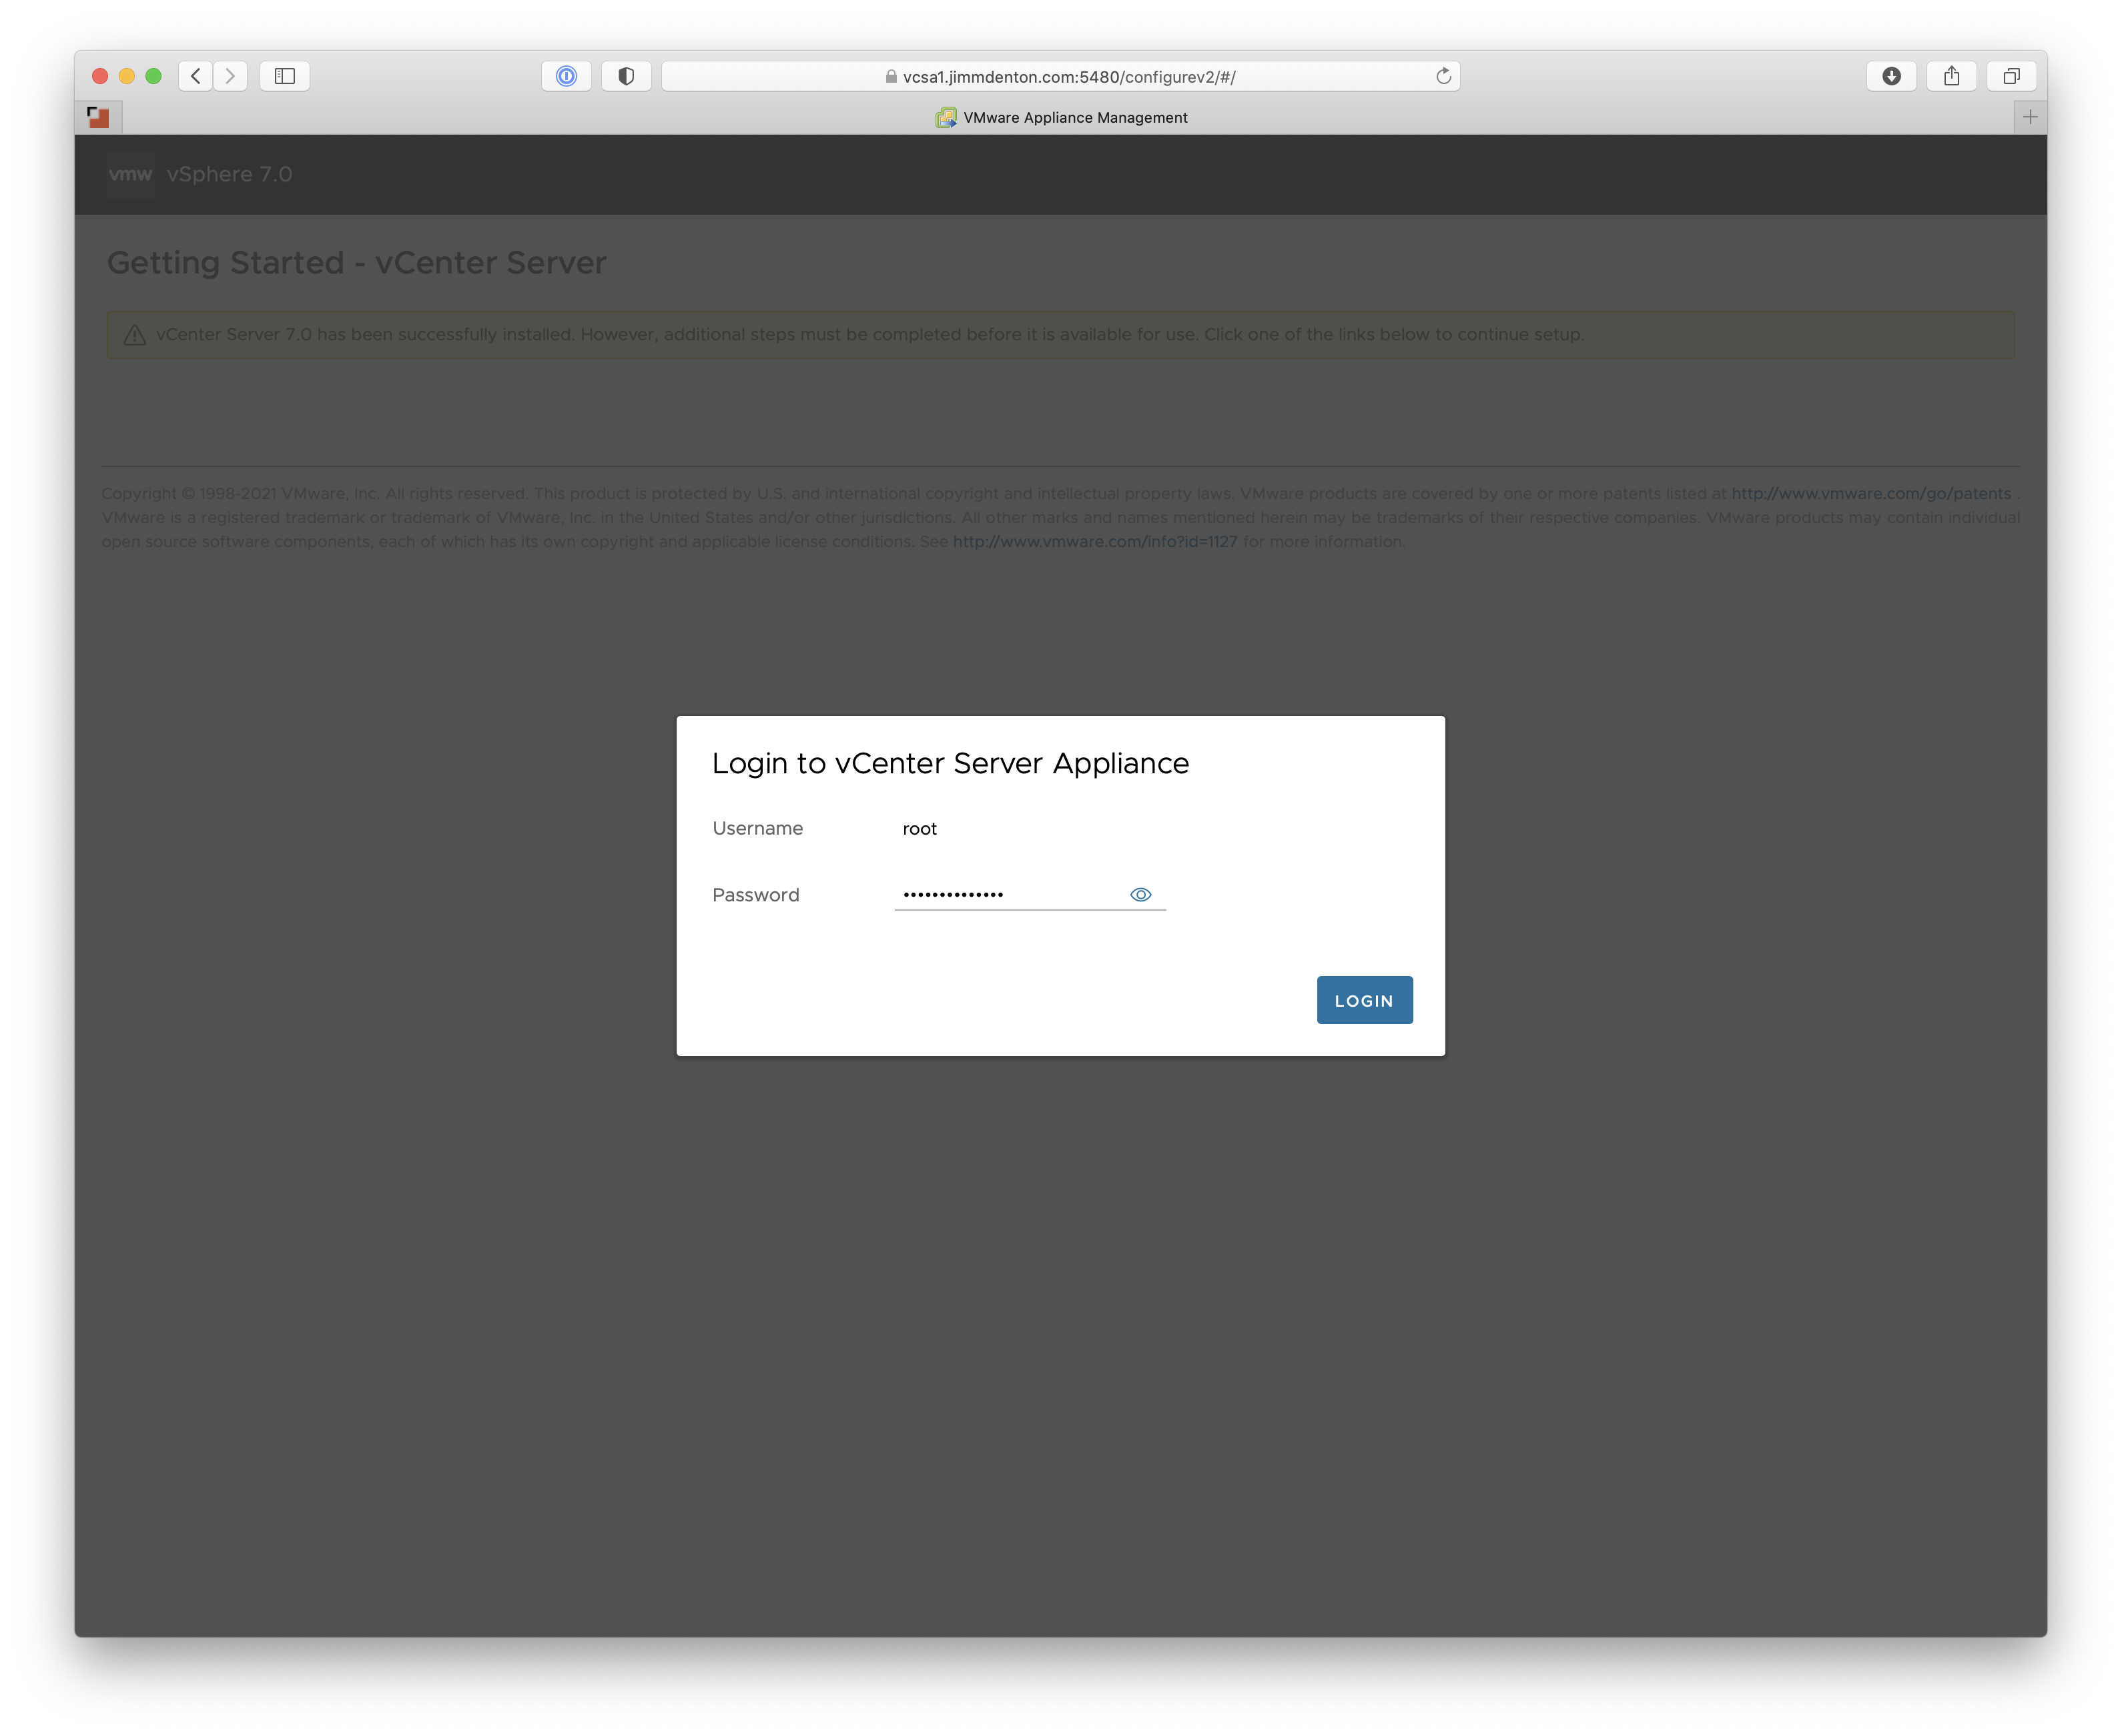 vcsa1.jimmdenton.com:5480/configurev2/#/
VMware Appliance Management
vmw vSphere 7.0
Getting Started - vCenter Server
vCenter Server 7.0 has been successfully installed. However, additional steps must be completed before it is available for use. Click one of the links below to continue setup.
Copyright © 1998-2021 VMware, Inc. All rights reserved. This product is protected by U.S. and international copyright and intellectual property laws. VMware products are covered by one or more patents listed at http://www.vmware.com/go/patents .
VMware is a registered trademark or trademark of VMware, Inc. in the United States and/or other jurisdictions. All other marks and names mentioned herein may be trademarks of their respective companies. VMware products may contain individual
open source software components, each of which has its own copyright and applicable license conditions. See http://www.vmware.com/info?id=1127 for more information.
Login to vCenter Server Appliance
Username root
Password ••••••••••••••
LOGIN